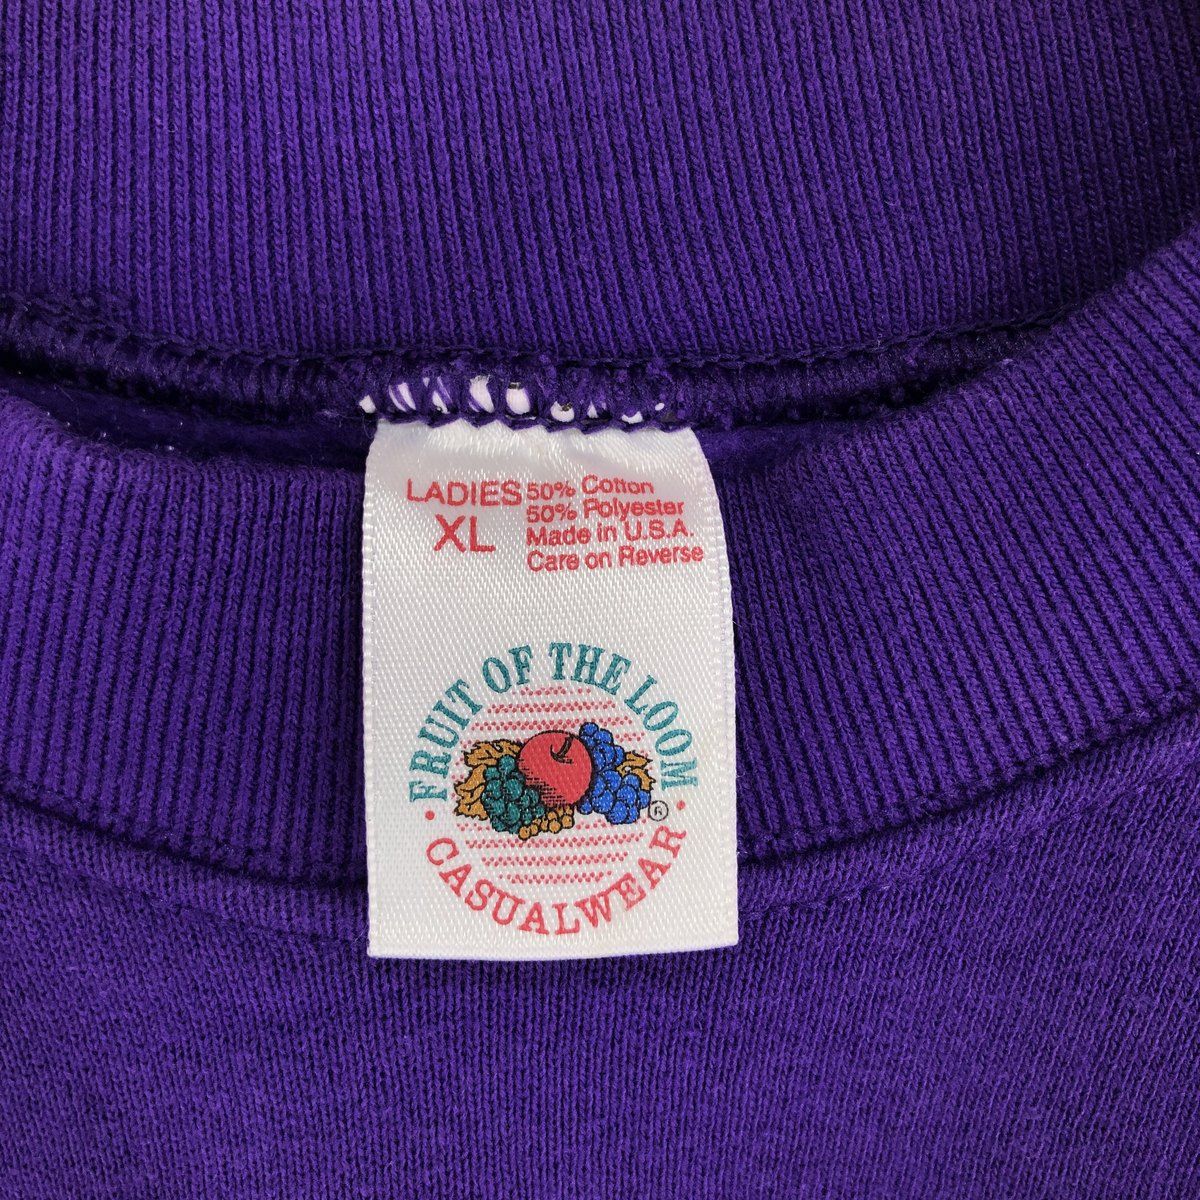 LADIES
XL
50% Cotton
50% Polyester
Made in U.S.A.
Care on Reverse
FRUIT OF THE LOOM
®
• CASUALWEAR •